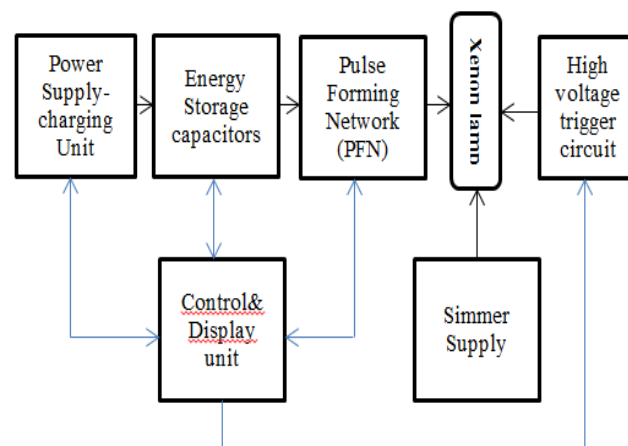 Power
Supply-
charging
Unit
Energy
Storage
capacitors
Pulse
Forming
Network
(PFN)
Xenon lamp
High
voltage
trigger
circuit
Control&
Display
unit
Simmer
Supply